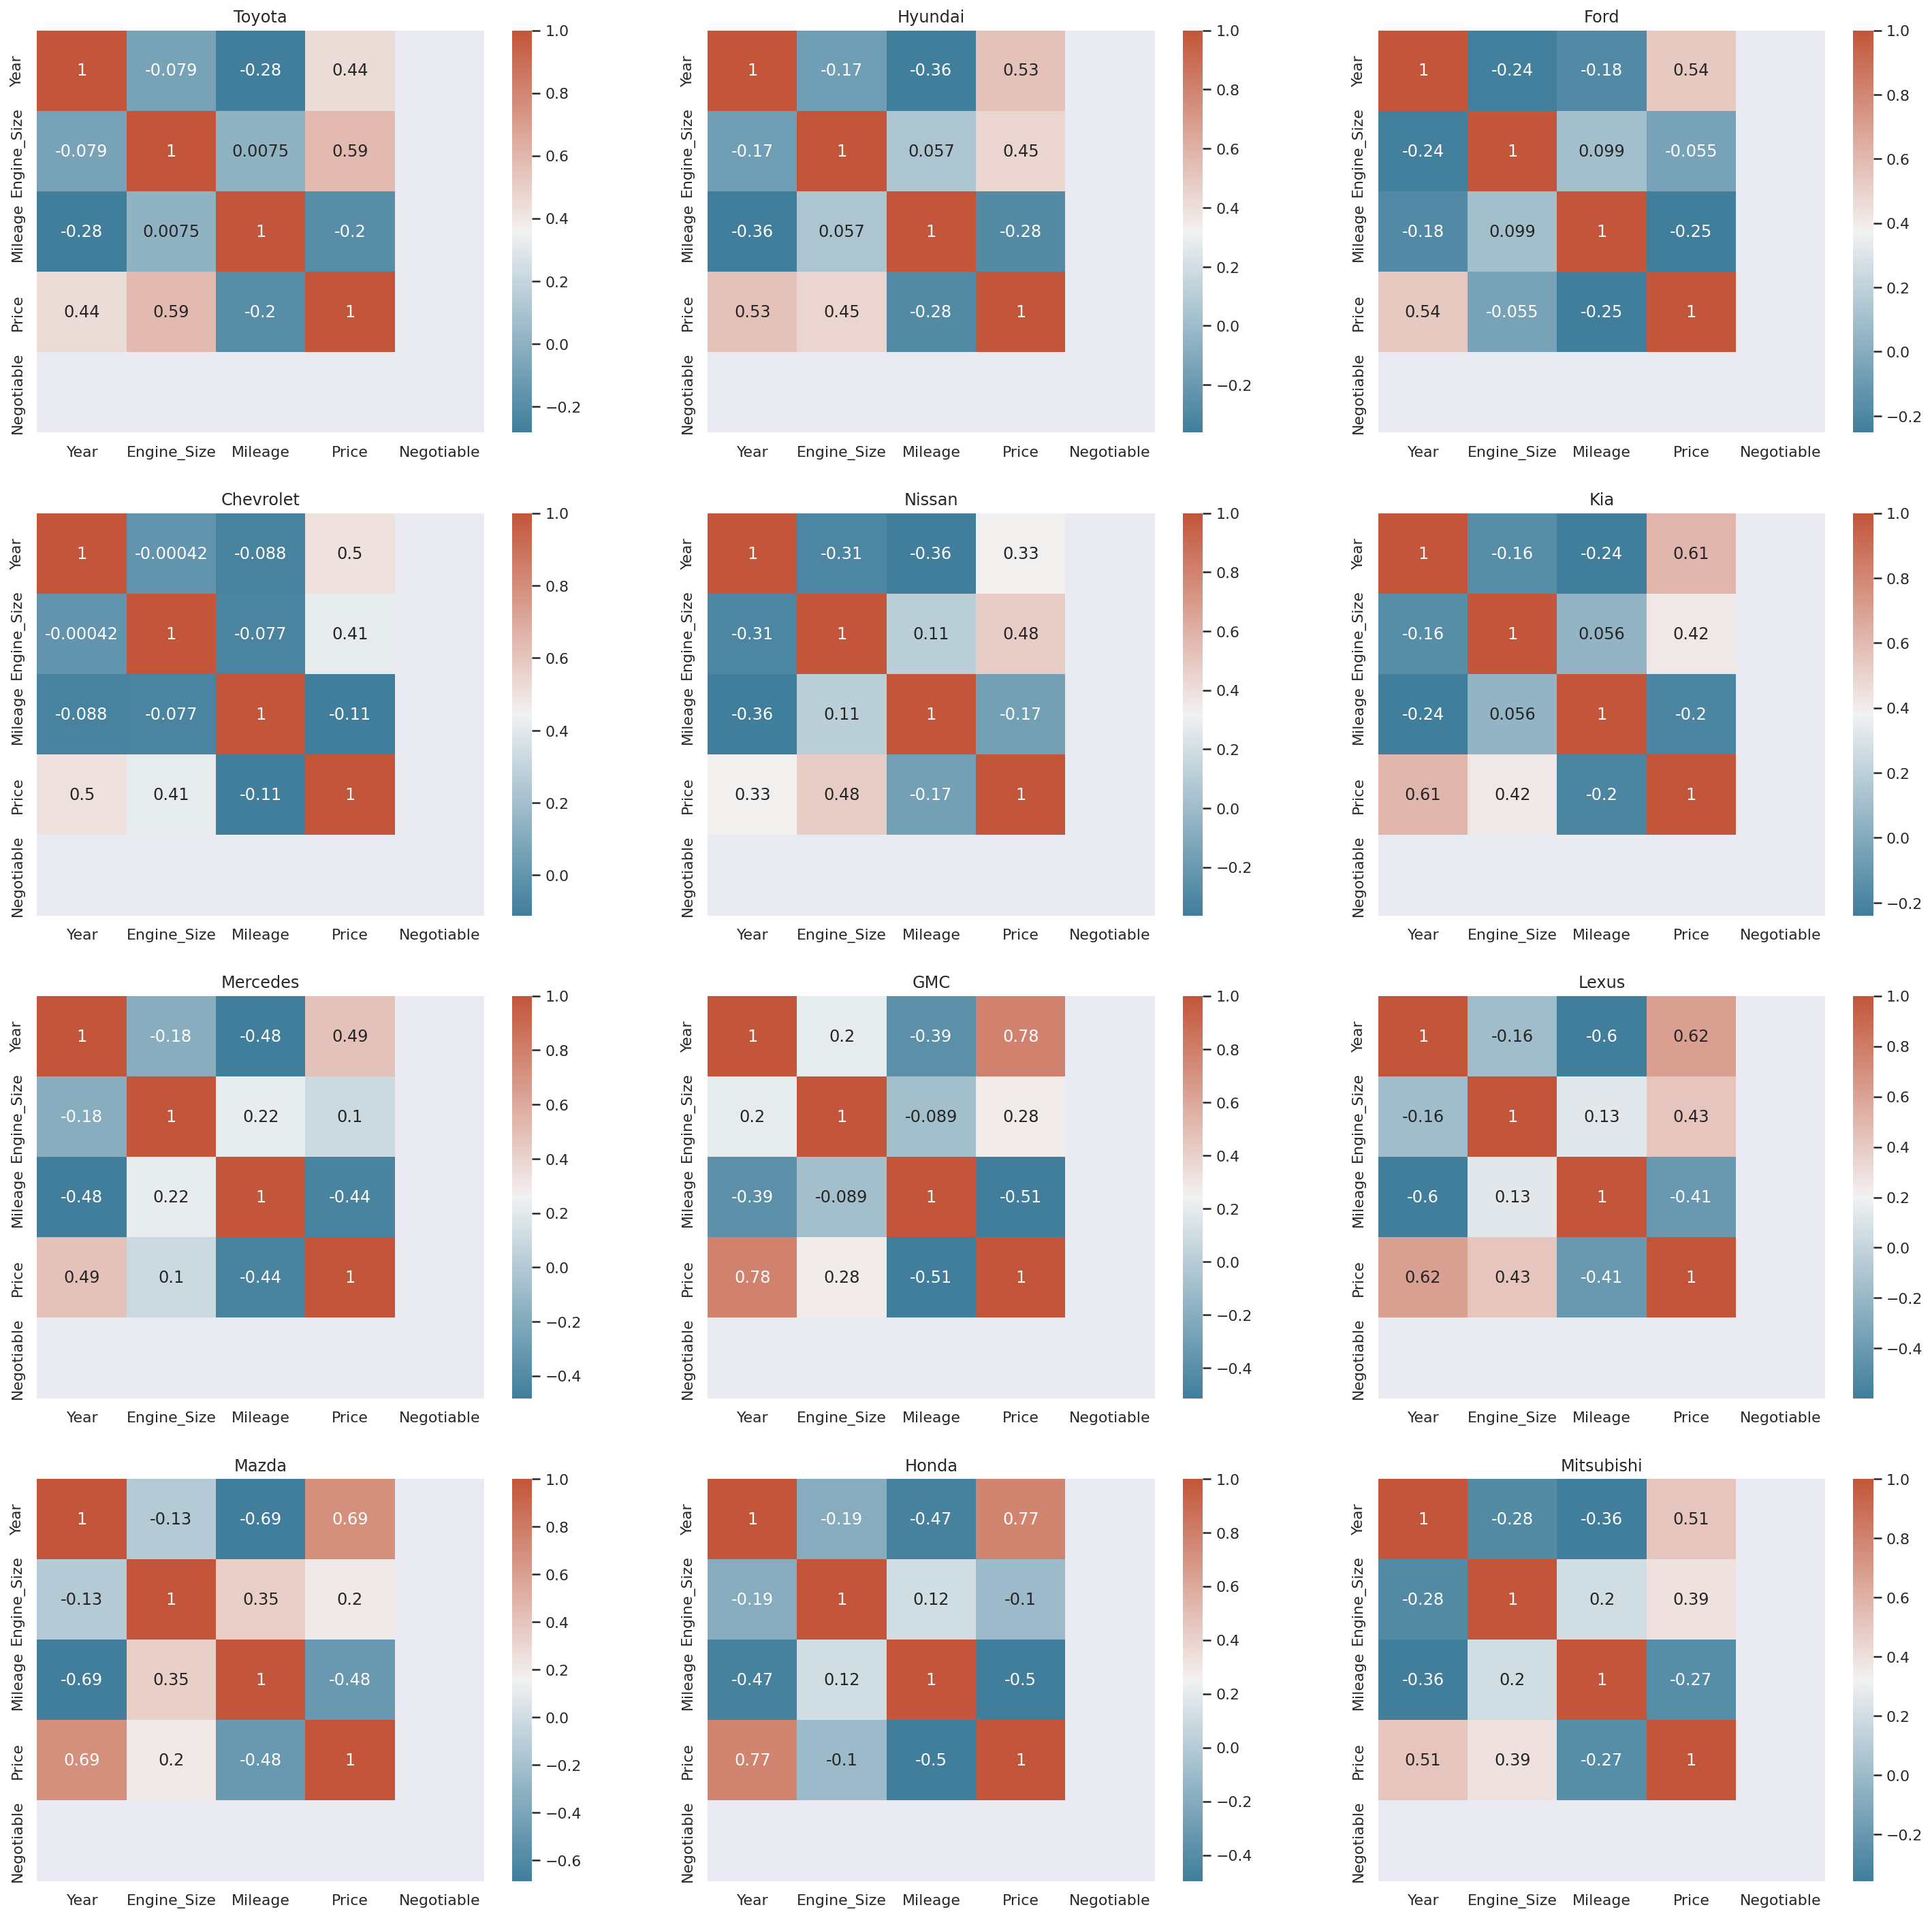 Toyota
Year 1 -0.079 -0.28 0.44
Engine_Size -0.079 1 0.0075 0.59
Mileage -0.28 0.0075 1 -0.2
Price 0.44 0.59 -0.2 1
Negotiable
Year Engine_Size Mileage Price Negotiable
1.0
0.8
0.6
0.4
0.2
0.0
−0.2
Hyundai
Year 1 -0.17 -0.36 0.53
Engine_Size -0.17 1 0.057 0.45
Mileage -0.36 0.057 1 -0.28
Price 0.53 0.45 -0.28 1
Negotiable
Year Engine_Size Mileage Price Negotiable
1.0
0.8
0.6
0.4
0.2
0.0
−0.2
Ford
Year 1 -0.24 -0.18 0.54
Engine_Size -0.24 1 0.099 -0.055
Mileage -0.18 0.099 1 -0.25
Price 0.54 -0.055 -0.25 1
Negotiable
Year Engine_Size Mileage Price Negotiable
1.0
0.8
0.6
0.4
0.2
0.0
−0.2
Chevrolet
Year 1 -0.00042 -0.088 0.5
Engine_Size -0.00042 1 -0.077 0.41
Mileage -0.088 -0.077 1 -0.11
Price 0.5 0.41 -0.11 1
Negotiable
Year Engine_Size Mileage Price Negotiable
1.0
0.8
0.6
0.4
0.2
0.0
Nissan
Year 1 -0.31 -0.36 0.33
Engine_Size -0.31 1 0.11 0.48
Mileage -0.36 0.11 1 -0.17
Price 0.33 0.48 -0.17 1
Negotiable
Year Engine_Size Mileage Price Negotiable
1.0
0.8
0.6
0.4
0.2
0.0
−0.2
Kia
Year 1 -0.16 -0.24 0.61
Engine_Size -0.16 1 0.056 0.42
Mileage -0.24 0.056 1 -0.2
Price 0.61 0.42 -0.2 1
Negotiable
Year Engine_Size Mileage Price Negotiable
1.0
0.8
0.6
0.4
0.2
0.0
−0.2
Mercedes
Year 1 -0.18 -0.48 0.49
Engine_Size -0.18 1 0.22 0.1
Mileage -0.48 0.22 1 -0.44
Price 0.49 0.1 -0.44 1
Negotiable
Year Engine_Size Mileage Price Negotiable
1.0
0.8
0.6
0.4
0.2
0.0
−0.2
−0.4
GMC
Year 1 0.2 -0.39 0.78
Engine_Size 0.2 1 -0.089 0.28
Mileage -0.39 -0.089 1 -0.51
Price 0.78 0.28 -0.51 1
Negotiable
Year Engine_Size Mileage Price Negotiable
1.0
0.8
0.6
0.4
0.2
0.0
−0.2
−0.4
Lexus
Year 1 -0.16 -0.6 0.62
Engine_Size -0.16 1 0.13 0.43
Mileage -0.6 0.13 1 -0.41
Price 0.62 0.43 -0.41 1
Negotiable
Year Engine_Size Mileage Price Negotiable
1.0
0.8
0.6
0.4
0.2
0.0
−0.2
−0.4
Mazda
Year 1 -0.13 -0.69 0.69
Engine_Size -0.13 1 0.35 0.2
Mileage -0.69 0.35 1 -0.48
Price 0.69 0.2 -0.48 1
Negotiable
Year Engine_Size Mileage Price Negotiable
1.0
0.8
0.6
0.4
0.2
0.0
−0.2
−0.4
−0.6
Honda
Year 1 -0.19 -0.47 0.77
Engine_Size -0.19 1 0.12 -0.1
Mileage -0.47 0.12 1 -0.5
Price 0.77 -0.1 -0.5 1
Negotiable
Year Engine_Size Mileage Price Negotiable
1.0
0.8
0.6
0.4
0.2
0.0
−0.2
−0.4
Mitsubishi
Year 1 -0.28 -0.36 0.51
Engine_Size -0.28 1 0.2 0.39
Mileage -0.36 0.2 1 -0.27
Price 0.51 0.39 -0.27 1
Negotiable
Year Engine_Size Mileage Price Negotiable
1.0
0.8
0.6
0.4
0.2
0.0
−0.2